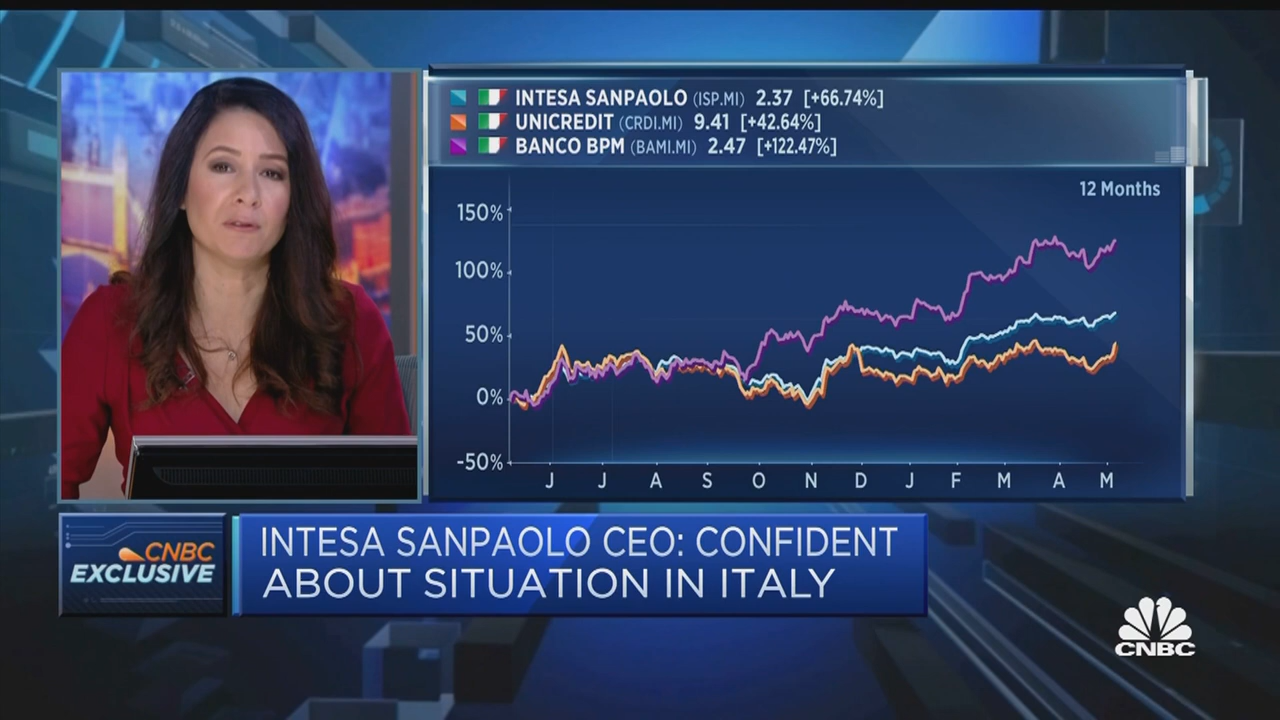 INTESA SANPAOLO (ISP.MI) 2.37 [+66.74%]
UNICREDIT (CRDI.MI) 9.41 [+42.64%]
BANCO BPM (BAMI.MI) 2.47 [+122.47%]
12 Months
150%
100%
50%
0%
-50%
J J A S O N D J F M A M
CNBC
EXCLUSIVE
INTESA SANPAOLO CEO: CONFIDENT
ABOUT SITUATION IN ITALY
CNBC